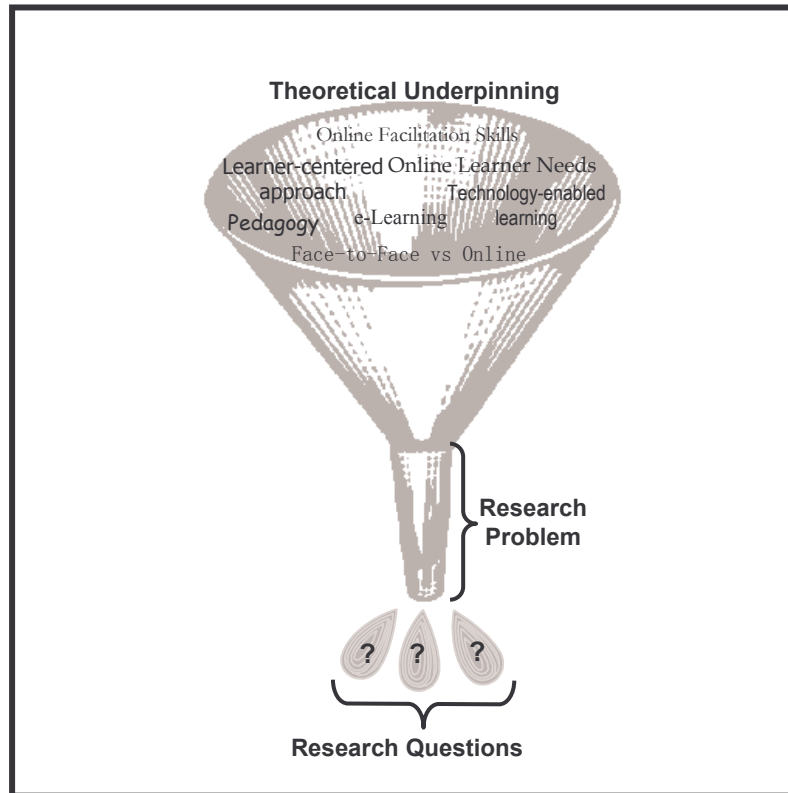 Theoretical Underpinning
Online Facilitation Skills
Learner-centered
approach
Online Learner Needs
Technology-enabled
learning
Pedagogy
e-Learning
Face-to-Face vs Online
Research
Problem
? ? ?
Research Questions